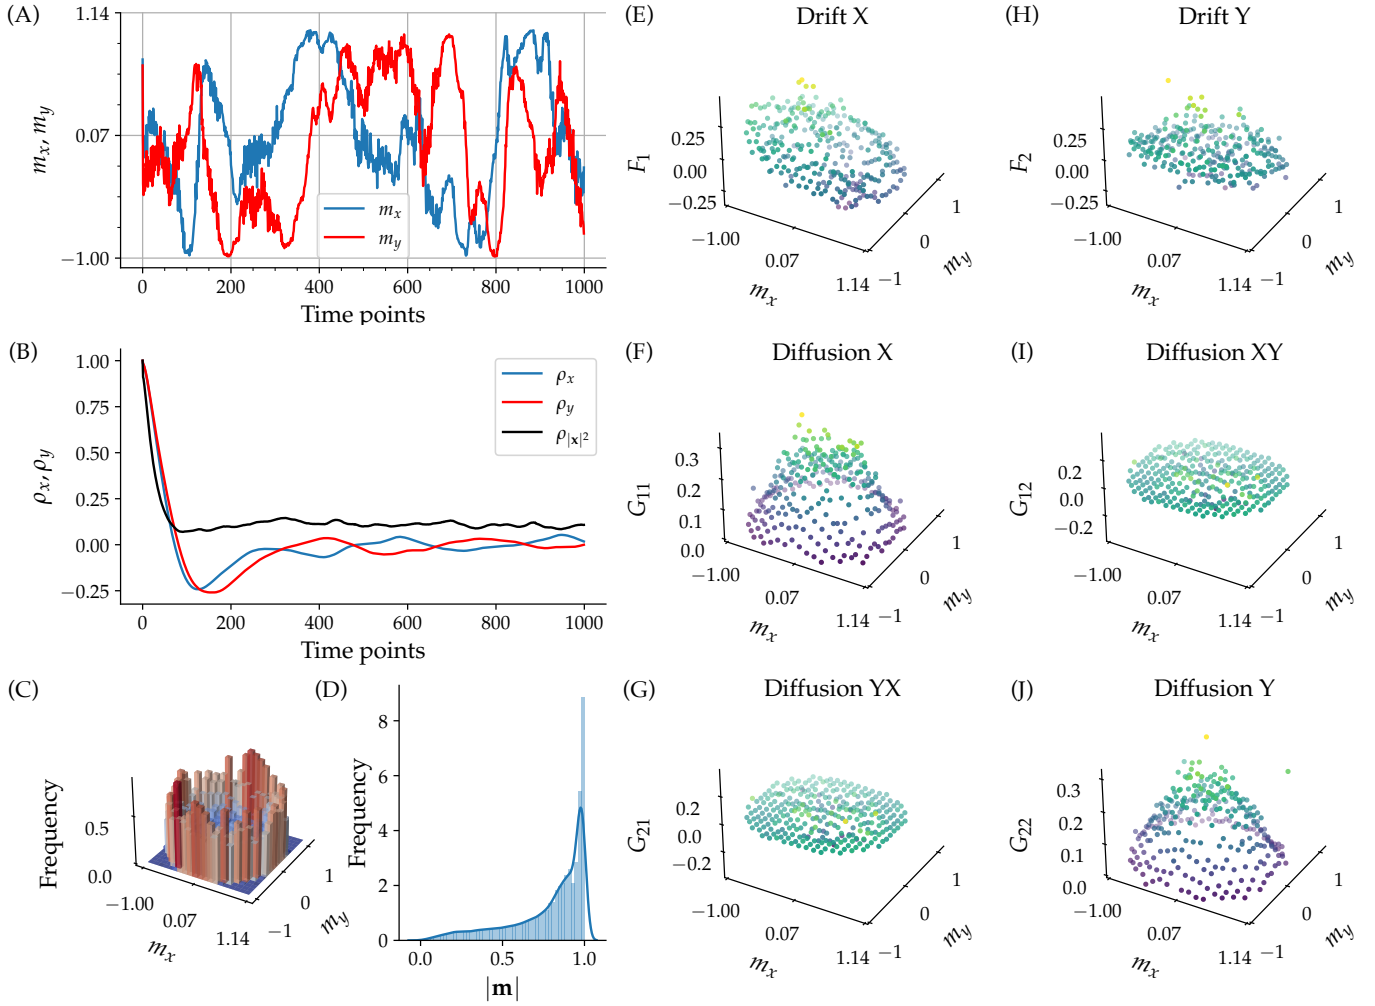 (A)
1.14
0.07
−1.00
m_x, m_y
0 200 400 600 800 1000
Time points
m_x
m_y
(B)
1.00
0.75
0.50
0.25
0.00
−0.25
ρ_x, ρ_y
0 200 400 600 800 1000
Time points
ρ_x
ρ_y
ρ_|x|²
(C)
Frequency
0.5
0.0
−1.00
0.07
1.14
m_x
−1
0
1
m_y
(D)
Frequency
8
6
4
2
0
0.0 0.5 1.0
|m|
(E)
Drift X
F₁
0.25
0.00
−0.25
−1.00
0.07
1.14
m_x
−1
0
1
m_y
(H)
Drift Y
F₂
0.25
0.00
−0.25
−1.00
0.07
1.14
m_x
−1
0
1
m_y
(F)
Diffusion X
G₁₁
0.3
0.2
0.1
0.0
−1.00
0.07
1.14
m_x
−1
0
1
m_y
(I)
Diffusion XY
G₁₂
0.2
0.0
−0.2
−1.00
0.07
1.14
m_x
−1
0
1
m_y
(G)
Diffusion YX
G₂₁
0.2
0.0
−0.2
−1.00
0.07
1.14
m_x
−1
0
1
m_y
(J)
Diffusion Y
G₂₂
0.3
0.2
0.1
0.0
−1.00
0.07
1.14
m_x
−1
0
1
m_y